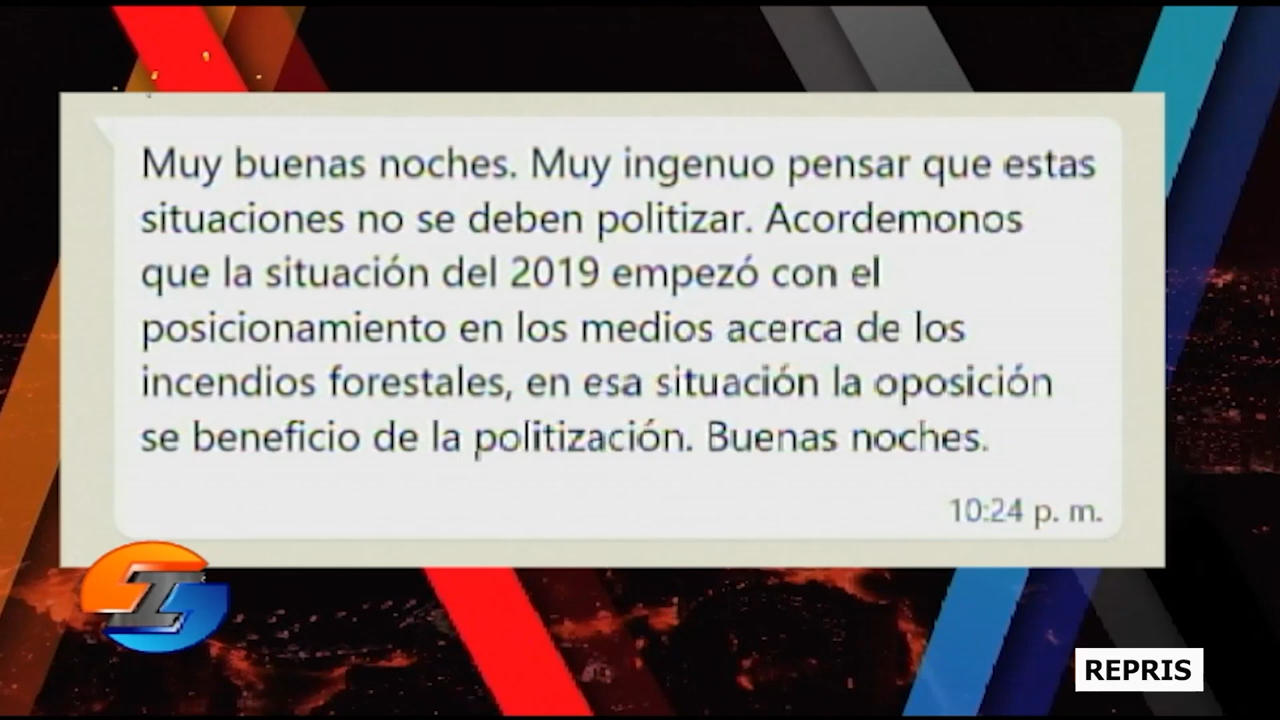 Muy buenas noches. Muy ingenuo pensar que estas
situaciones no se deben politizar. Acordemonos
que la situación del 2019 empezó con el
posicionamiento en los medios acerca de los
incendios forestales, en esa situación la oposición
se beneficio de la politización. Buenas noches.
10:24 p. m.
REPRIS